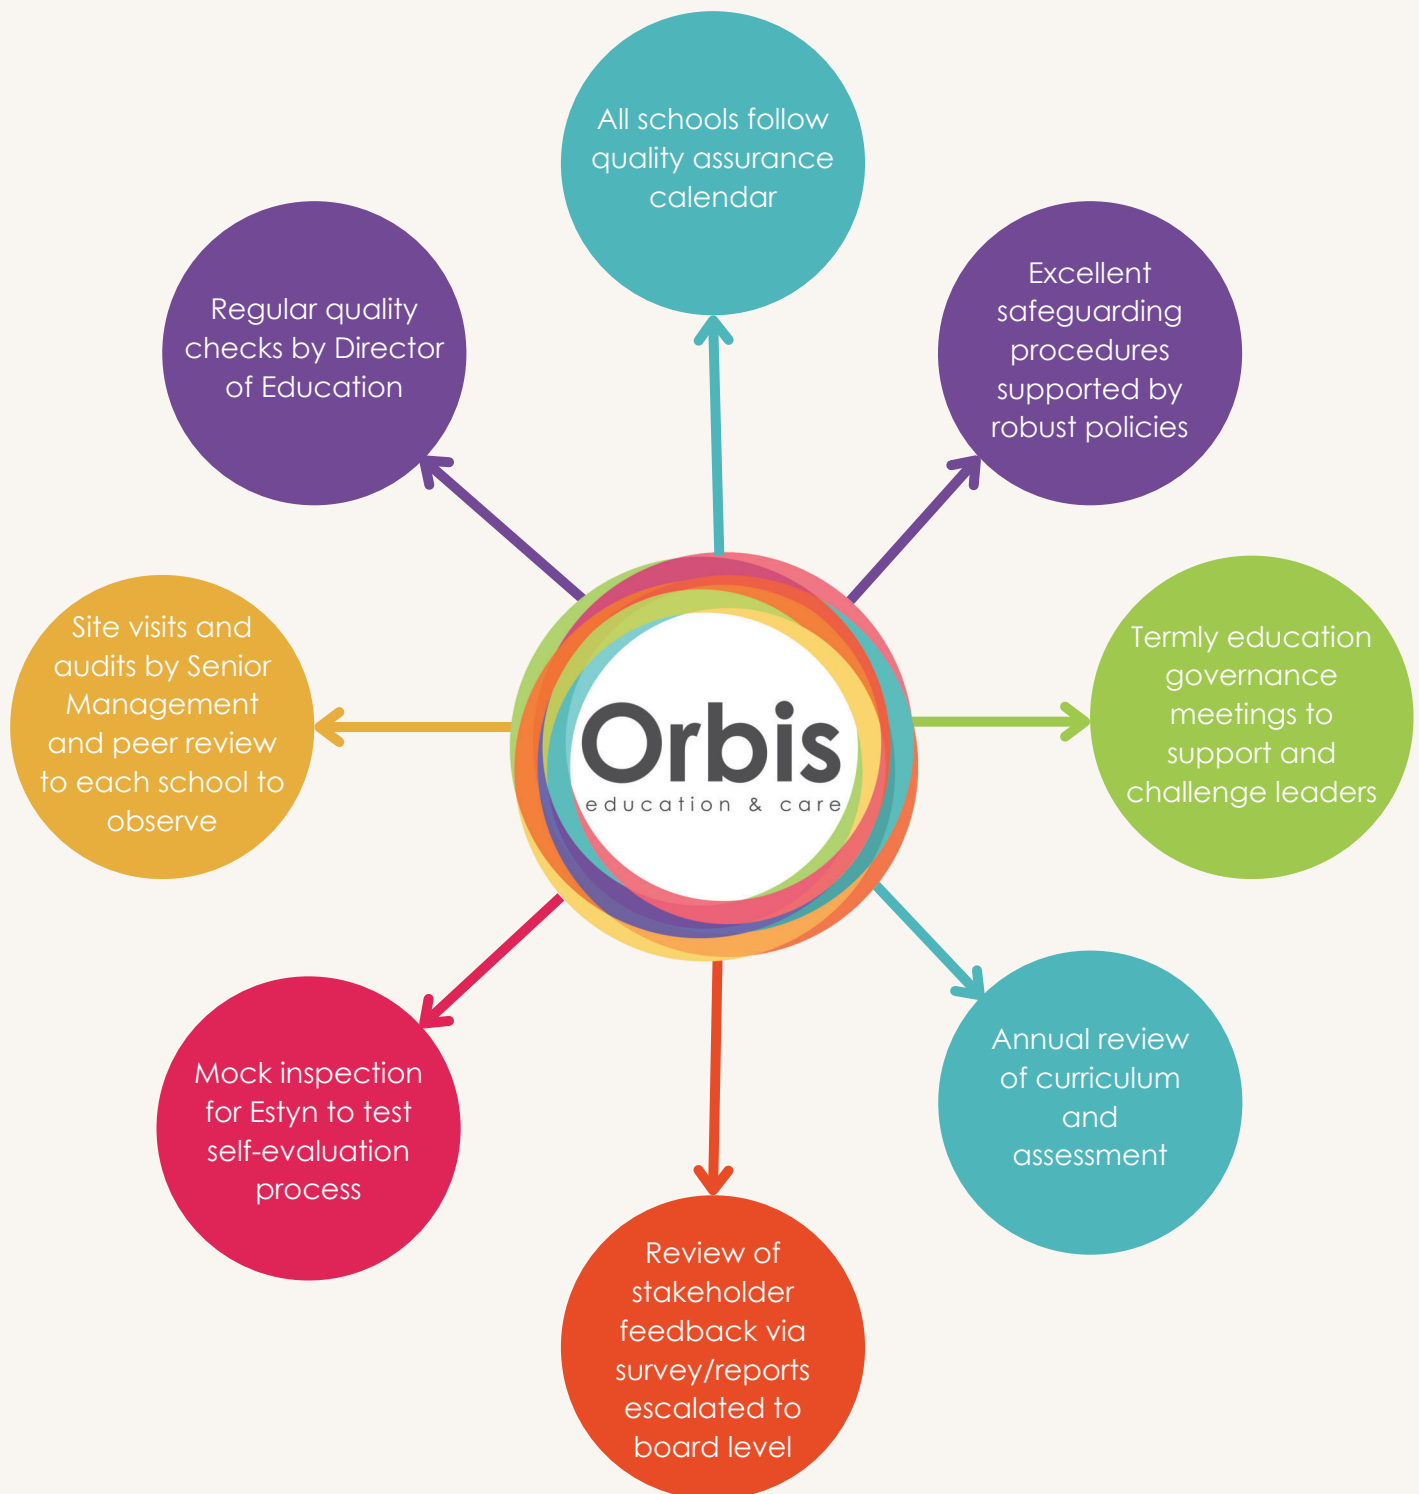 All schools follow
quality assurance
calendar
Regular quality
checks by Director
of Education
Excellent
safeguarding
procedures
supported by
robust policies
Site visits and
audits by Senior
Management
and peer review
to each school to
observe
Orbis
education & care
Termly education
governance
meetings to
support and
challenge leaders
Mock inspection
for Estyn to test
self-evaluation
process
Annual review
of curriculum
and
assessment
Review of
stakeholder
feedback via
survey/reports
escalated to
board level